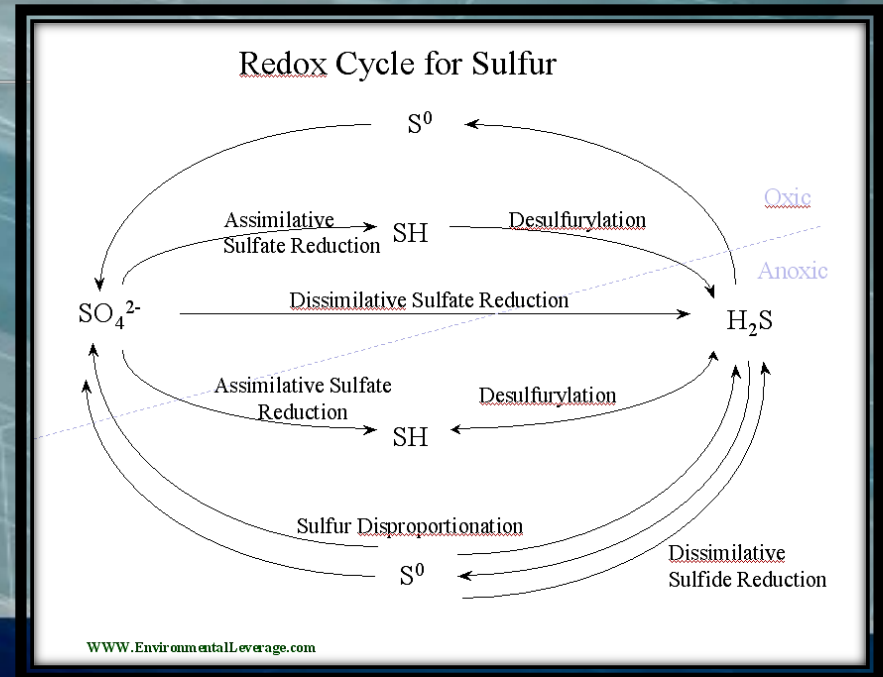 Redox Cycle for Sulfur
S⁰
Oxic
Assimilative
Sulfate Reduction
SH
Desulfurylation
Anoxic
SO₄²⁻
Dissimilative Sulfate Reduction
H₂S
Assimilative Sulfate
Reduction
Desulfurylation
SH
Sulfur Disproportionation
S⁰
Dissimilative
Sulfide Reduction
WWW.EnvironmentalLeverage.com